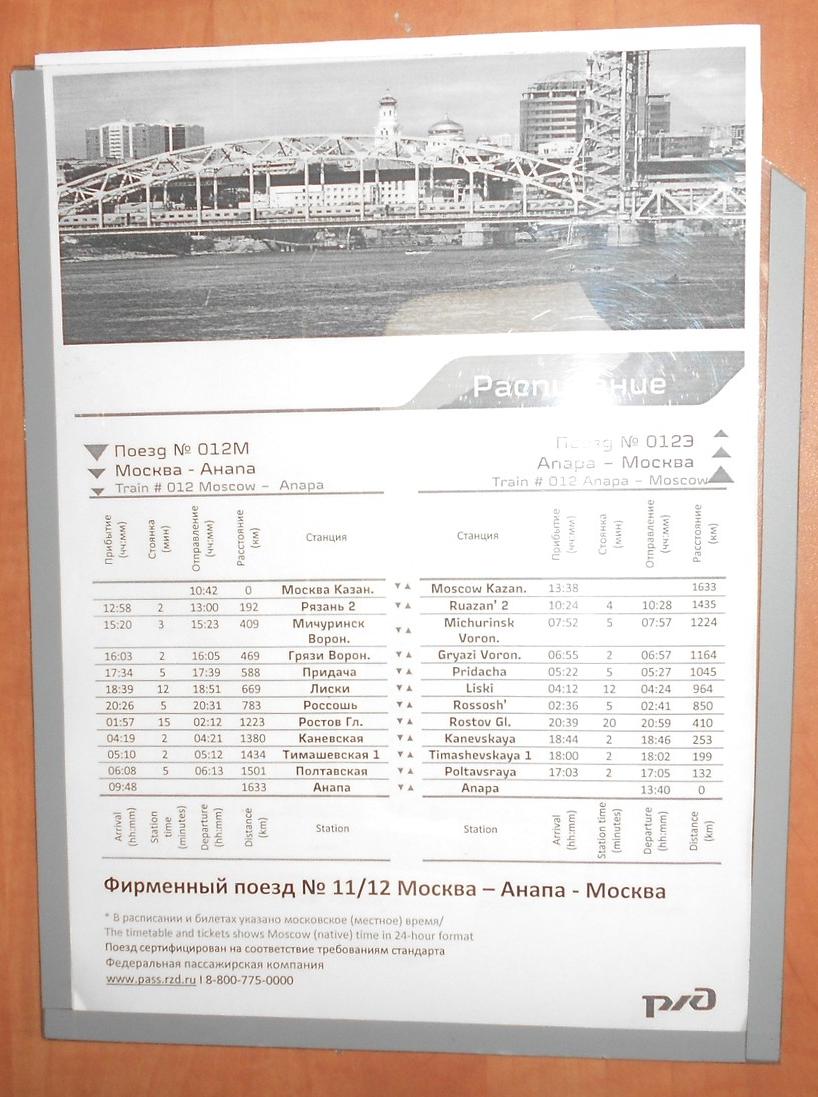 Расписание
Поезд № 012М
Москва - Анапа
Train # 012 Moscow – Anapa
Поезд № 012Э
Anapa – Москва
Train # 012 Anapa – Moscow
Прибытие (чч:мм) Стоянка (мин) Отправление (чч:мм) Расстояние (км) Станция Станция Прибытие (чч:мм) Стоянка (мин) Отправление (чч:мм) Расстояние (км)
10:42 0 Москва Казан. ▼▲ Moscow Kazan. 13:38 1633
12:58 2 13:00 192 Рязань 2 ▼▲ Ruazan' 2 10:24 4 10:28 1435
15:20 3 15:23 409 Мичуринск ▼▲ Michurinsk 07:52 5 07:57 1224
Ворон. Voron.
16:03 2 16:05 469 Грязи Ворон. ▼▲ Gryazi Voron. 06:55 2 06:57 1164
17:34 5 17:39 588 Придача ▼▲ Pridacha 05:22 5 05:27 1045
18:39 12 18:51 669 Лиски ▼▲ Liski 04:12 12 04:24 964
20:26 5 20:31 783 Россошь ▼▲ Rossosh' 02:36 5 02:41 850
01:57 15 02:12 1223 Ростов Гл. ▼▲ Rostov Gl. 20:39 20 20:59 410
04:19 2 04:21 1380 Каневская ▼▲ Kanevskaya 18:44 2 18:46 253
05:10 2 05:12 1434 Тимашевская 1 ▼▲ Timashevskaya 1 18:00 2 18:02 199
06:08 5 06:13 1501 Полтавская ▼▲ Poltavsraya 17:03 2 17:05 132
09:48 1633 Анапа ▼▲ Anapa 13:40 0
Arrival (hh:mm) Station time (minutes) Departure (hh:mm) Distance (km) Station Station Arrival (hh:mm) Station time (minutes) Departure (hh:mm) Distance (km)
Фирменный поезд № 11/12 Москва – Анапа - Москва
* В расписании и билетах указано московское (местное) время/
The timetable and tickets shows Moscow (native) time in 24-hour format
Поезд сертифицирован на соответствие требованиям стандарта
Федеральная пассажирская компания
www.pass.rzd.ru | 8-800-775-0000
ржд